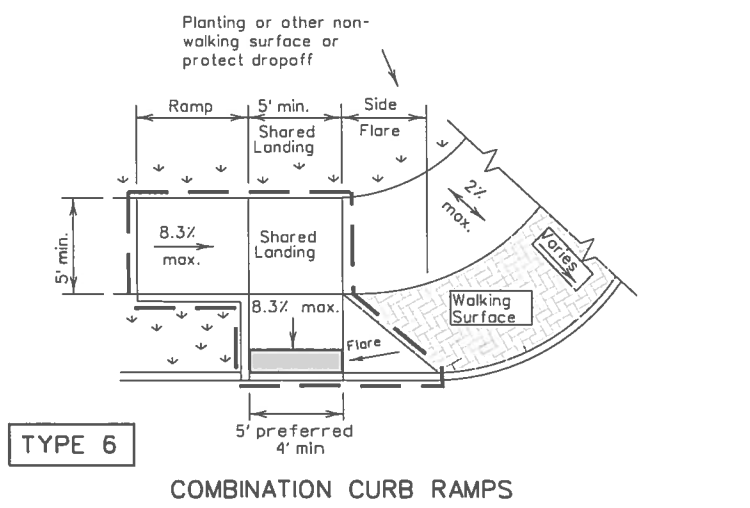 Planting or other non-
walking surface or
protect dropoff
Ramp
5' min.
Side
Shared
Landing
Flare
2%
max.
5' min.
8.3%
max.
Shared
Landing
Varies
8.3% max.
Walking
Surface
Flare
5' preferred
4' min
TYPE 6
COMBINATION CURB RAMPS